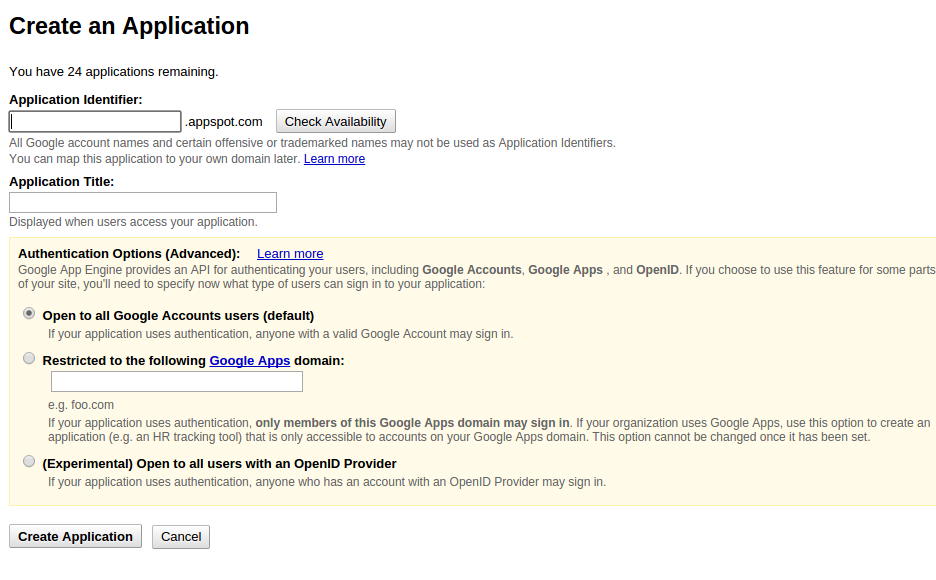 Create an Application
You have 24 applications remaining.
Application Identifier:
.appspot.com Check Availability
All Google account names and certain offensive or trademarked names may not be used as Application Identifiers.
You can map this application to your own domain later. Learn more
Application Title:
Displayed when users access your application.
Authentication Options (Advanced): Learn more
Google App Engine provides an API for authenticating your users, including Google Accounts, Google Apps , and OpenID. If you choose to use this feature for some parts
of your site, you'll need to specify now what type of users can sign in to your application:
Open to all Google Accounts users (default)
If your application uses authentication, anyone with a valid Google Account may sign in.
Restricted to the following Google Apps domain:
e.g. foo.com
If your application uses authentication, only members of this Google Apps domain may sign in. If your organization uses Google Apps, use this option to create an
application (e.g. an HR tracking tool) that is only accessible to accounts on your Google Apps domain. This option cannot be changed once it has been set.
(Experimental) Open to all users with an OpenID Provider
If your application uses authentication, anyone who has an account with an OpenID Provider may sign in.
Create Application Cancel